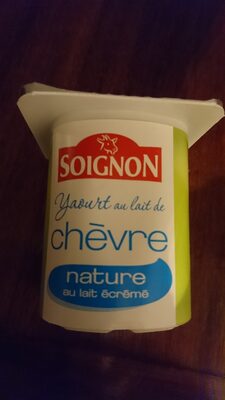 SOIGNON
Yaourt au lait de
chèvre
nature
au lait écrémé